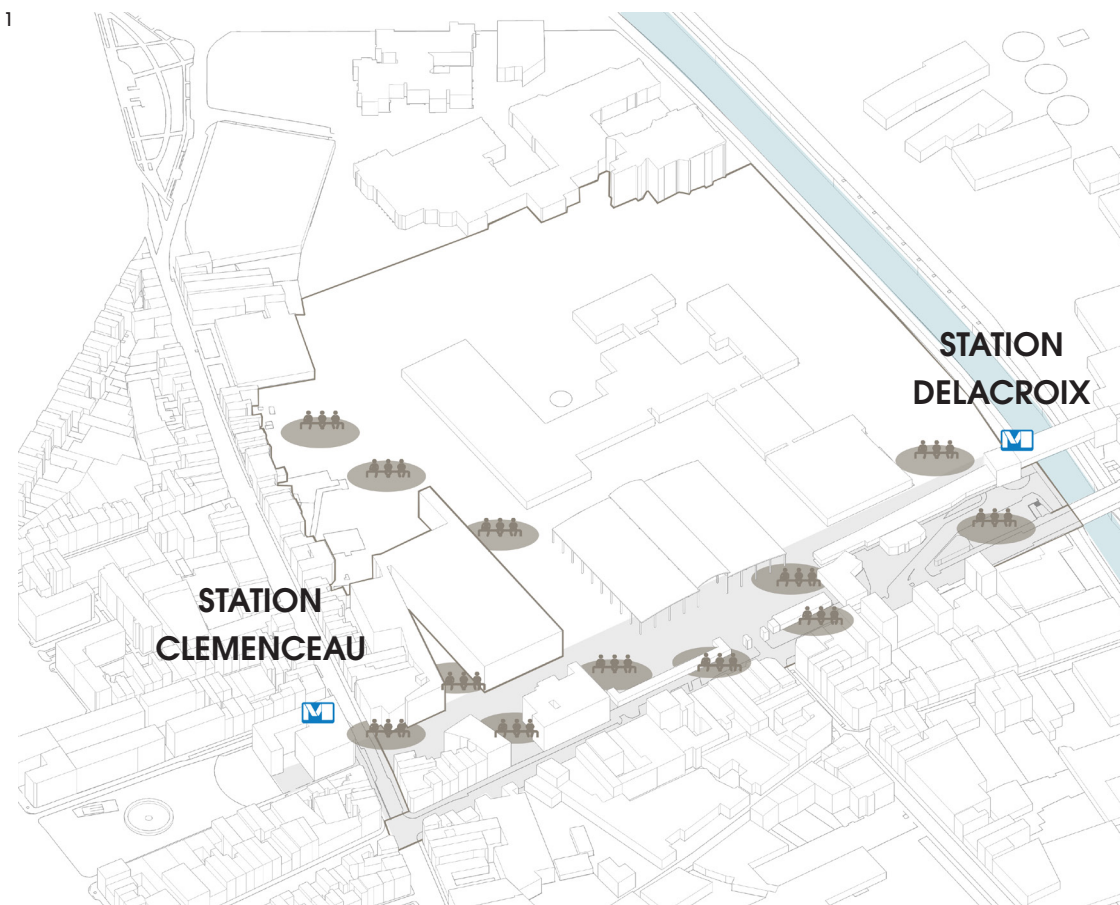 1
STATION
DELACROIX
M
STATION
CLEMENCEAU
M